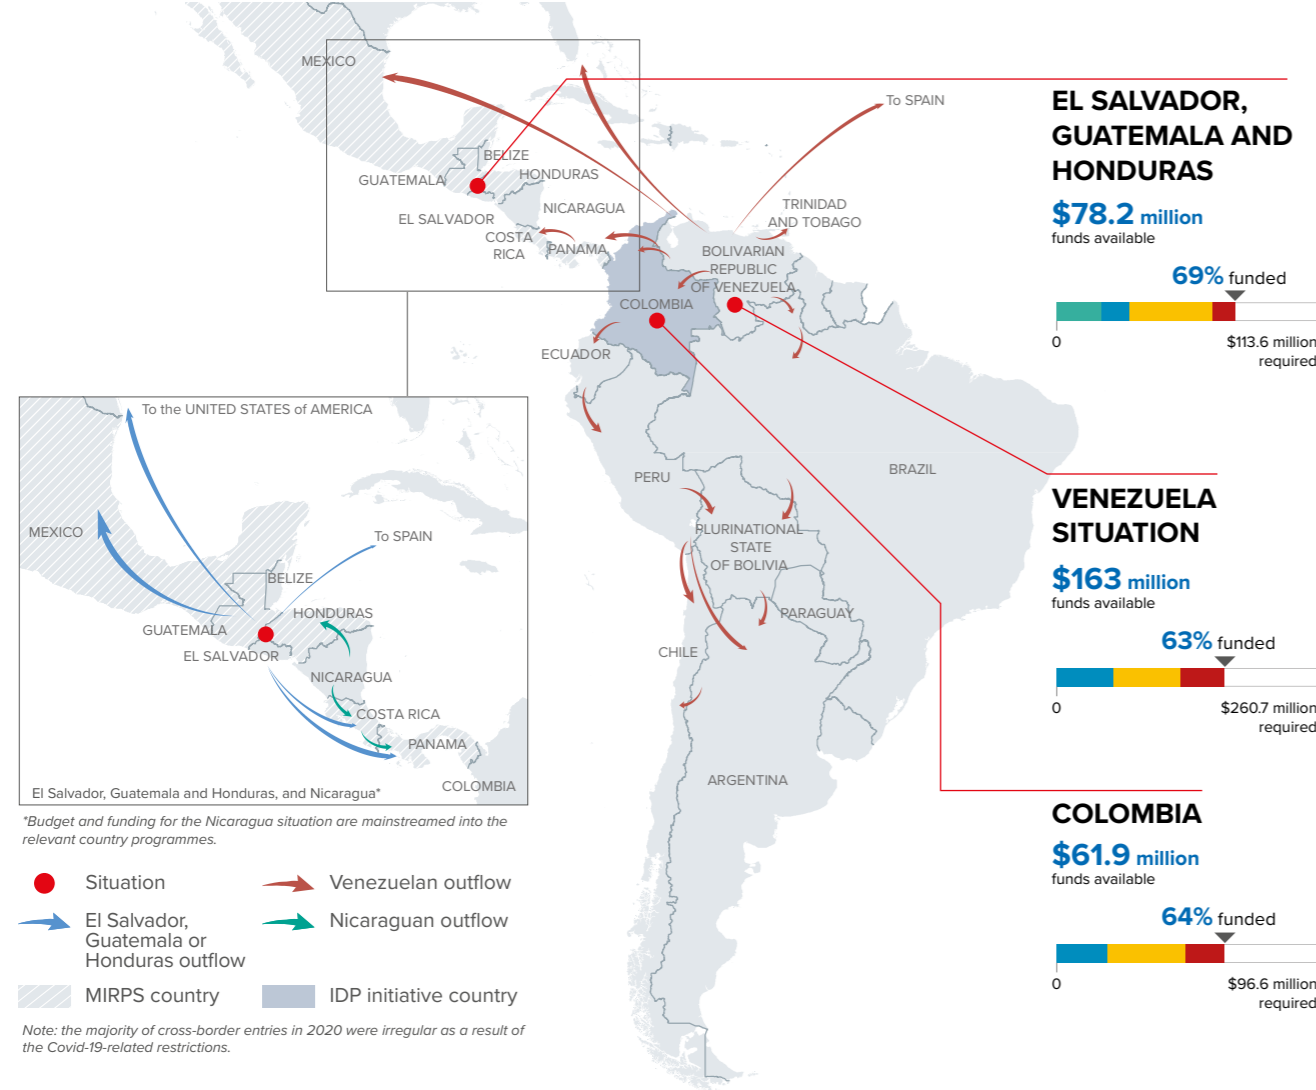 MEXICO
BELIZE
GUATEMALA
HONDURAS
EL SALVADOR
NICARAGUA
COSTA
RICA
PANAMA
To SPAIN
TRINIDAD
AND TOBAGO
BOLIVARIAN
REPUBLIC
OF VENEZUELA
COLOMBIA
ECUADOR
PERU
BRAZIL
PLURINATIONAL
STATE
OF BOLIVIA
PARAGUAY
CHILE
ARGENTINA
EL SALVADOR,
GUATEMALA AND
HONDURAS
$78.2 million
funds available
69% funded
0
$113.6 million
required
VENEZUELA
SITUATION
$163 million
funds available
63% funded
0
$260.7 million
required
COLOMBIA
$61.9 million
funds available
64% funded
0
$96.6 million
required
To the UNITED STATES of AMERICA
MEXICO
To SPAIN
BELIZE
HONDURAS
GUATEMALA
EL SALVADOR
NICARAGUA
COSTA RICA
PANAMA
COLOMBIA
El Salvador, Guatemala and Honduras, and Nicaragua*
*Budget and funding for the Nicaragua situation are mainstreamed into the
relevant country programmes.
Situation
Venezuelan outflow
El Salvador,
Guatemala or
Honduras outflow
Nicaraguan outflow
MIRPS country
IDP initiative country
Note: the majority of cross-border entries in 2020 were irregular as a result of
the Covid-19-related restrictions.